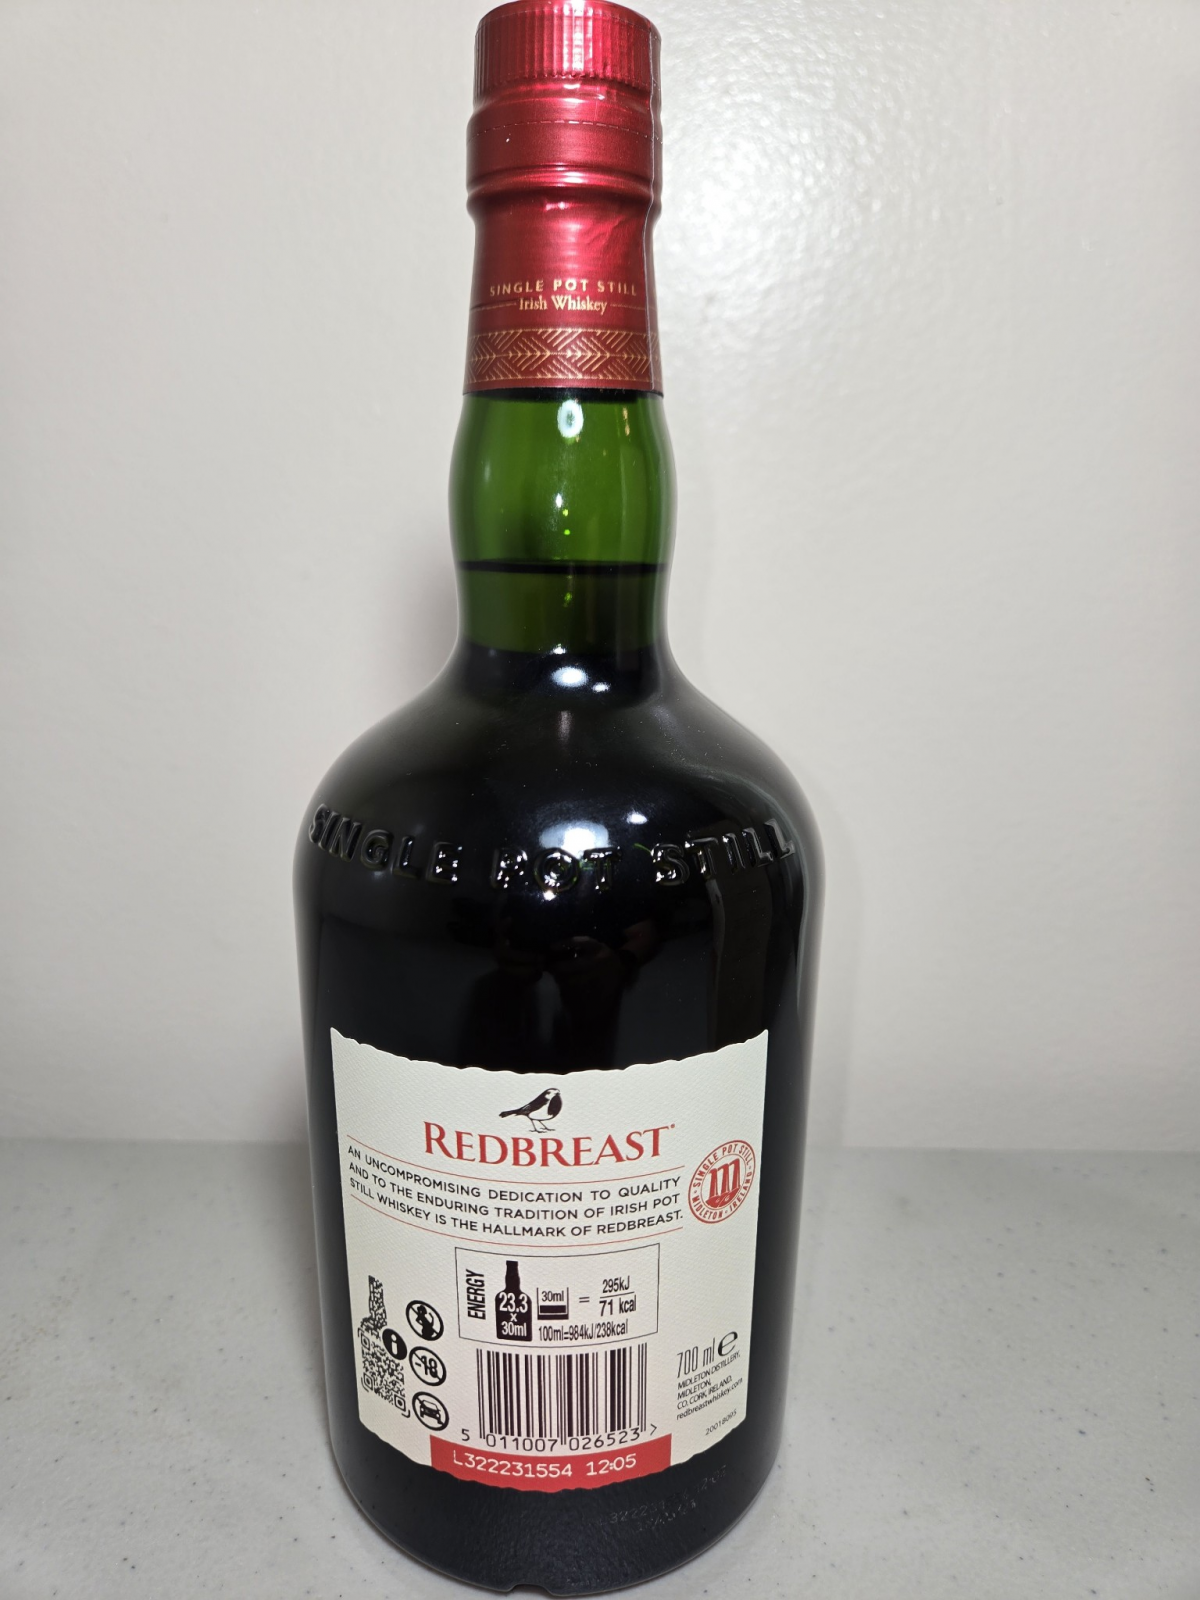 SINGLE POT STILL
Irish Whiskey
SINGLE POT STILL
REDBREAST
AN UNCOMPROMISING DEDICATION TO QUALITY
AND TO THE ENDURING TRADITION OF IRISH POT
STILL WHISKEY IS THE HALLMARK OF REDBREAST.
SINGLE POT STILL
MIDLETON · IRELAND
ENERGY
23.3
x
30ml
30ml
=
295kJ
71 kcal
100ml=984kJ/238kcal
i
-18
700 ml e
MIDLETON DISTILLERY,
MIDLETON,
CO. CORK, IRELAND.
redbreastwhiskey.com
20018095
5 011007 026523 >
L322231554 12:05